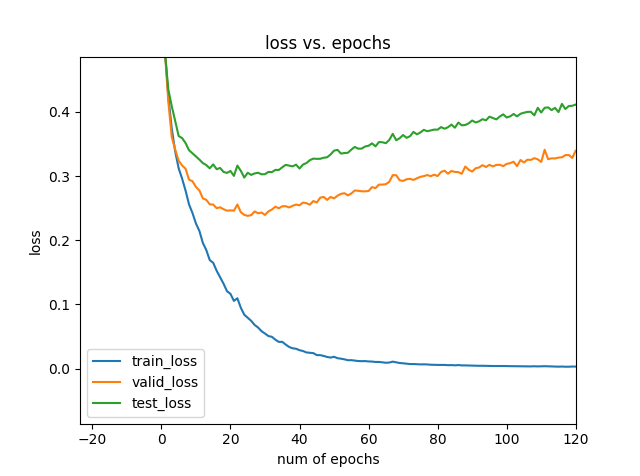 loss vs. epochs
loss
0.4
0.3
0.2
0.1
0.0
train_loss
valid_loss
test_loss
−20
0
20
40
60
80
100
120
num of epochs